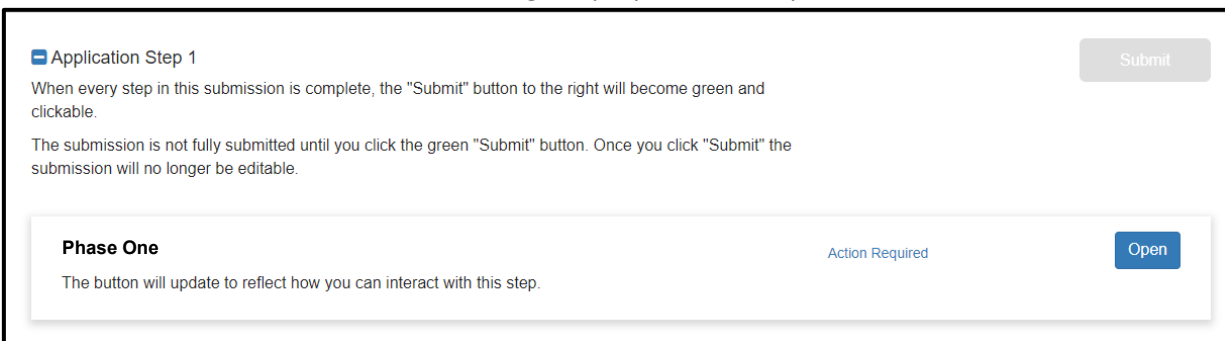 Application Step 1
Submit
When every step in this submission is complete, the "Submit" button to the right will become green and
clickable.
The submission is not fully submitted until you click the green "Submit" button. Once you click "Submit" the
submission will no longer be editable.
Phase One
Action Required
Open
The button will update to reflect how you can interact with this step.